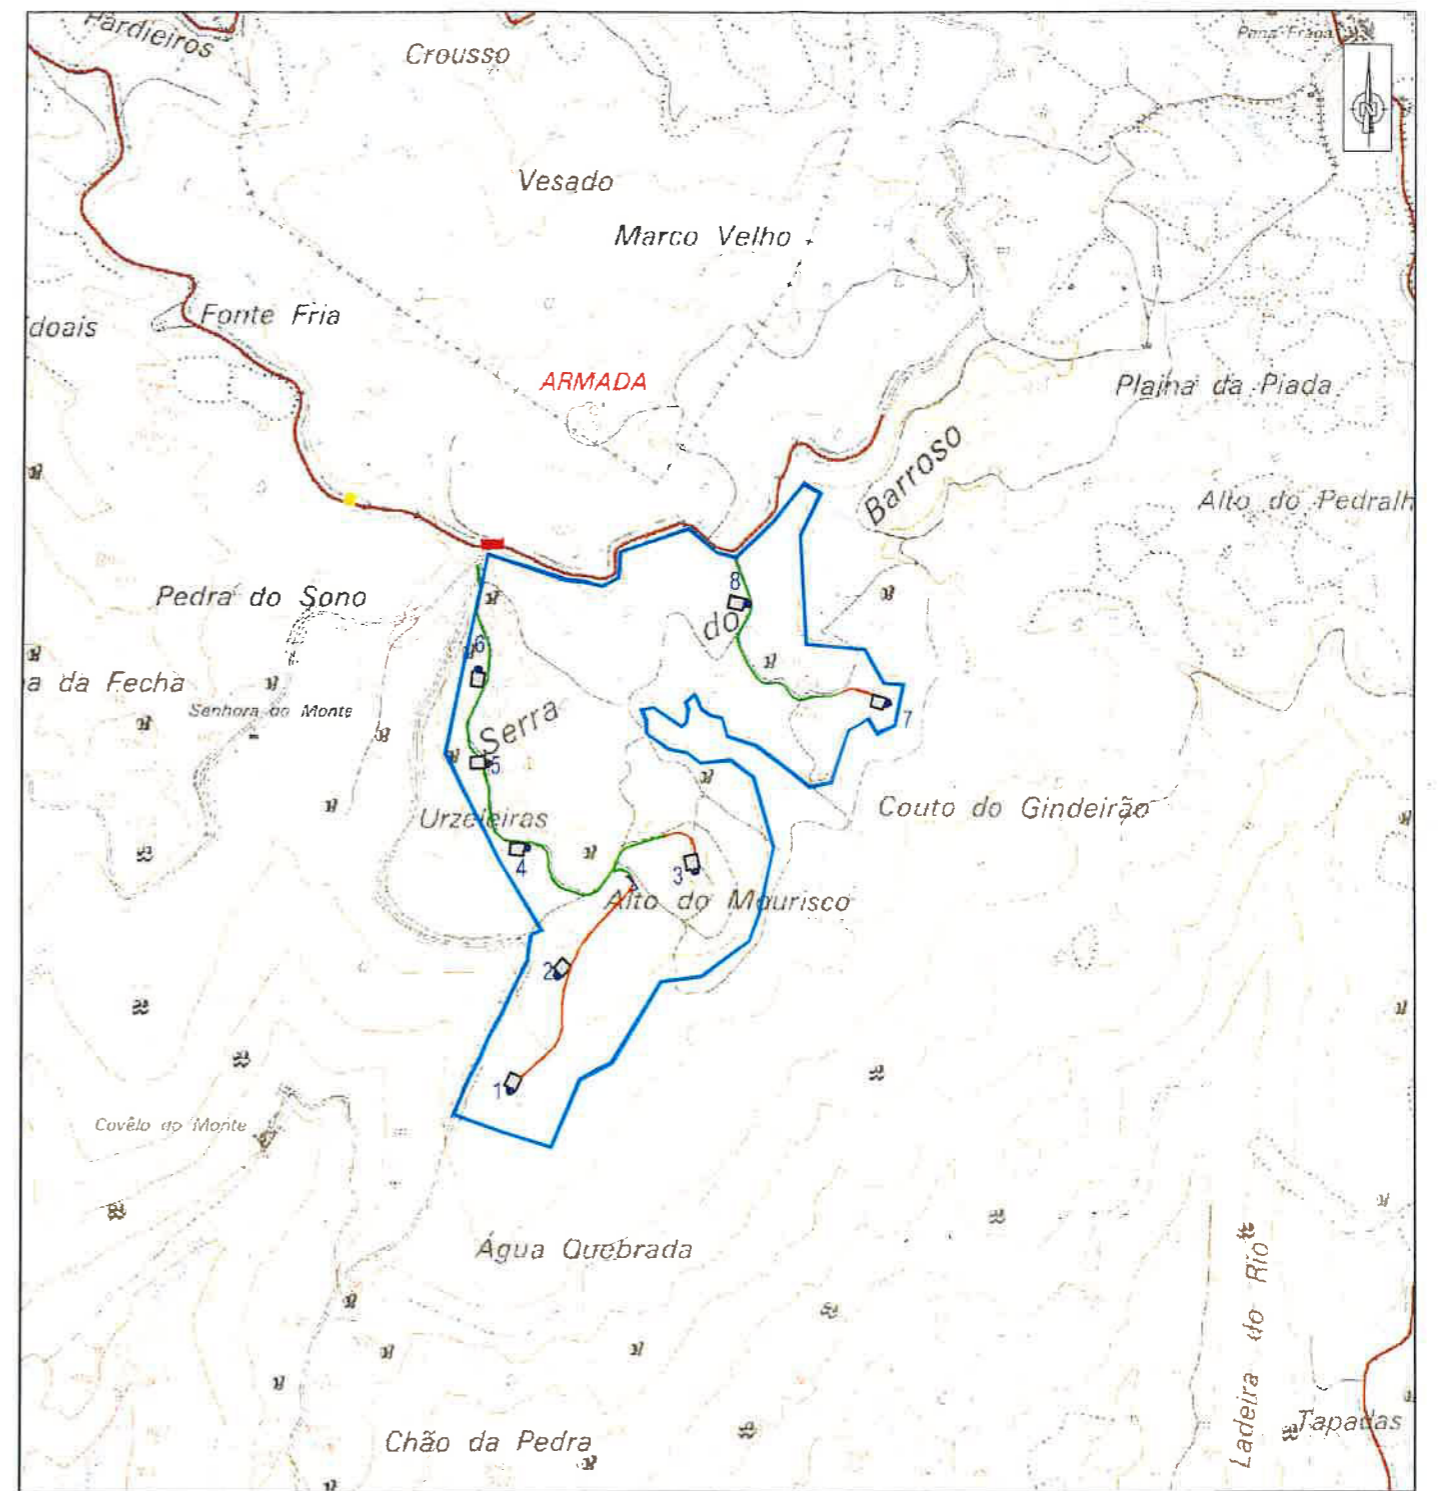 Pardieiros
Crousso
Pena Fraga
N
Vesado
Marco Velho
Fonte Fria
doais
ARMADA
Plaina da Piada
Barroso
Alto do Pedralh
8
Pedra do Sono
do
6
a da Fecha
Senhora do Monte
7
Serra
5
Couto do Gindeirão
Urzeleiras
4
3
Alto do Mourisco
2
1
Covêlo do Monte
Água Quebrada
Ladeira do Rio
Tapadas
Chão da Pedra